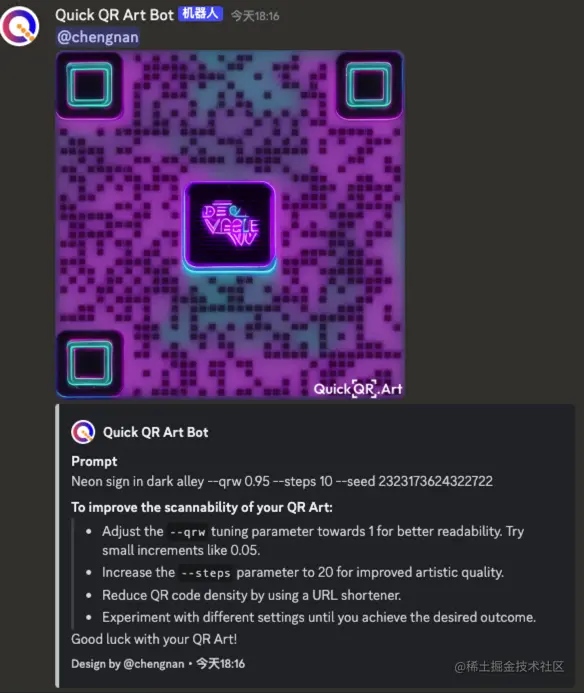 Quick QR Art Bot 机器人 今天18:16
@chengnan
QuickQR.Art
Quick QR Art Bot
Prompt
Neon sign in dark alley --qrw 0.95 --steps 10 --seed 2323173624322722
To improve the scannability of your QR Art:
• Adjust the --qrw tuning parameter towards 1 for better readability. Try
small increments like 0.05.
• Increase the --steps parameter to 20 for improved artistic quality.
• Reduce QR code density by using a URL shortener.
• Experiment with different settings until you achieve the desired outcome.
Good luck with your QR Art!
Design by @chengnan • 今天18:16
@稀土掘金技术社区